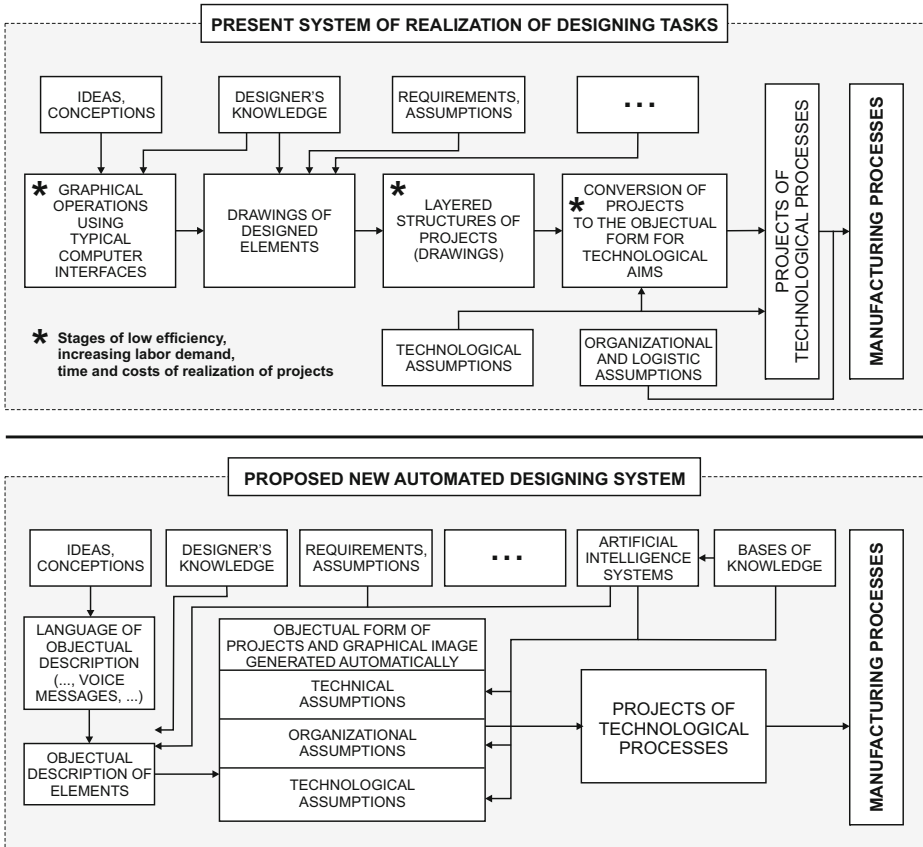 PRESENT SYSTEM OF REALIZATION OF DESIGNING TASKS
IDEAS,
CONCEPTIONS
DESIGNER'S
KNOWLEDGE
REQUIREMENTS,
ASSUMPTIONS
...
* GRAPHICAL
OPERATIONS
USING
TYPICAL
COMPUTER
INTERFACES
DRAWINGS OF
DESIGNED
ELEMENTS
*
LAYERED
STRUCTURES OF
PROJECTS
(DRAWINGS)
CONVERSION OF
* PROJECTS
TO THE OBJECTUAL
FORM FOR
TECHNOLOGICAL
AIMS
PROJECTS OF
TECHNOLOGICAL PROCESSES
MANUFACTURING PROCESSES
* Stages of low efficiency,
increasing labor demand,
time and costs of realization of projects
TECHNOLOGICAL
ASSUMPTIONS
ORGANIZATIONAL
AND LOGISTIC
ASSUMPTIONS
PROPOSED NEW AUTOMATED DESIGNING SYSTEM
IDEAS,
CONCEPTIONS
DESIGNER'S
KNOWLEDGE
REQUIREMENTS,
ASSUMPTIONS
...
ARTIFICIAL
INTELLIGENCE
SYSTEMS
BASES OF
KNOWLEDGE
MANUFACTURING PROCESSES
LANGUAGE OF
OBJECTUAL
DESCRIPTION
(..., VOICE
MESSAGES, ...)
OBJECTUAL
DESCRIPTION OF
ELEMENTS
OBJECTUAL FORM OF
PROJECTS AND GRAPHICAL IMAGE
GENERATED AUTOMATICALLY
TECHNICAL
ASSUMPTIONS
ORGANIZATIONAL
ASSUMPTIONS
TECHNOLOGICAL
ASSUMPTIONS
PROJECTS OF
TECHNOLOGICAL
PROCESSES